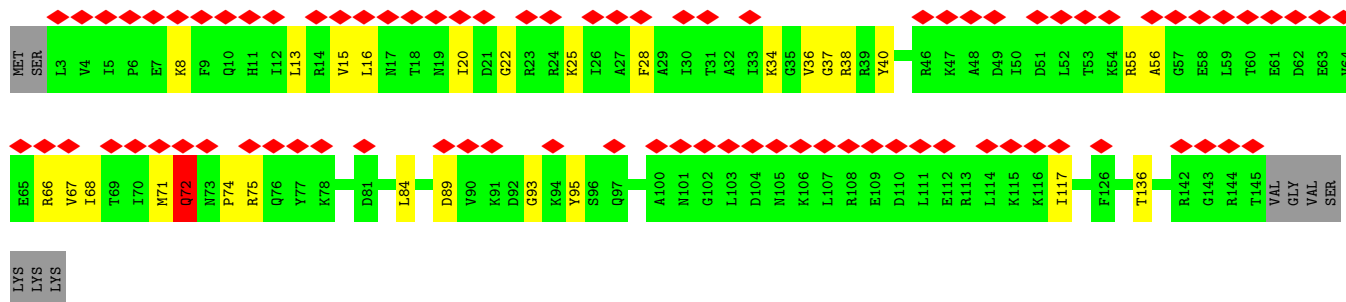 MET SER L3 V4 I5 P6 E7 K8 F9 Q10 H11 I12 L13 R14 V15 L16 N17 T18 N19 I20 D21 G22 R23 R24 K25 I26 A27 F28 A29 I30 T31 A32 I33 K34 G35 V36 G37 R38 R39 Y40 R46 K47 A48 D49 I50 D51 L52 T53 K54 R55 A56 G57 E58 L59 T60 E61 D62 E63 V64
E65 R66 V67 I68 T69 I70 M71 Q72 N73 P74 R75 Q76 Y77 K78 D81 L84 D89 V90 K91 D92 G93 K94 Y95 S96 Q97 A100 N101 G102 L103 D104 N105 K106 L107 R108 E109 D110 L111 E112 R113 L114 K115 K116 I117 F126 T136 R142 G143 R144 T145 VAL GLY VAL SER
LYS LYS LYS